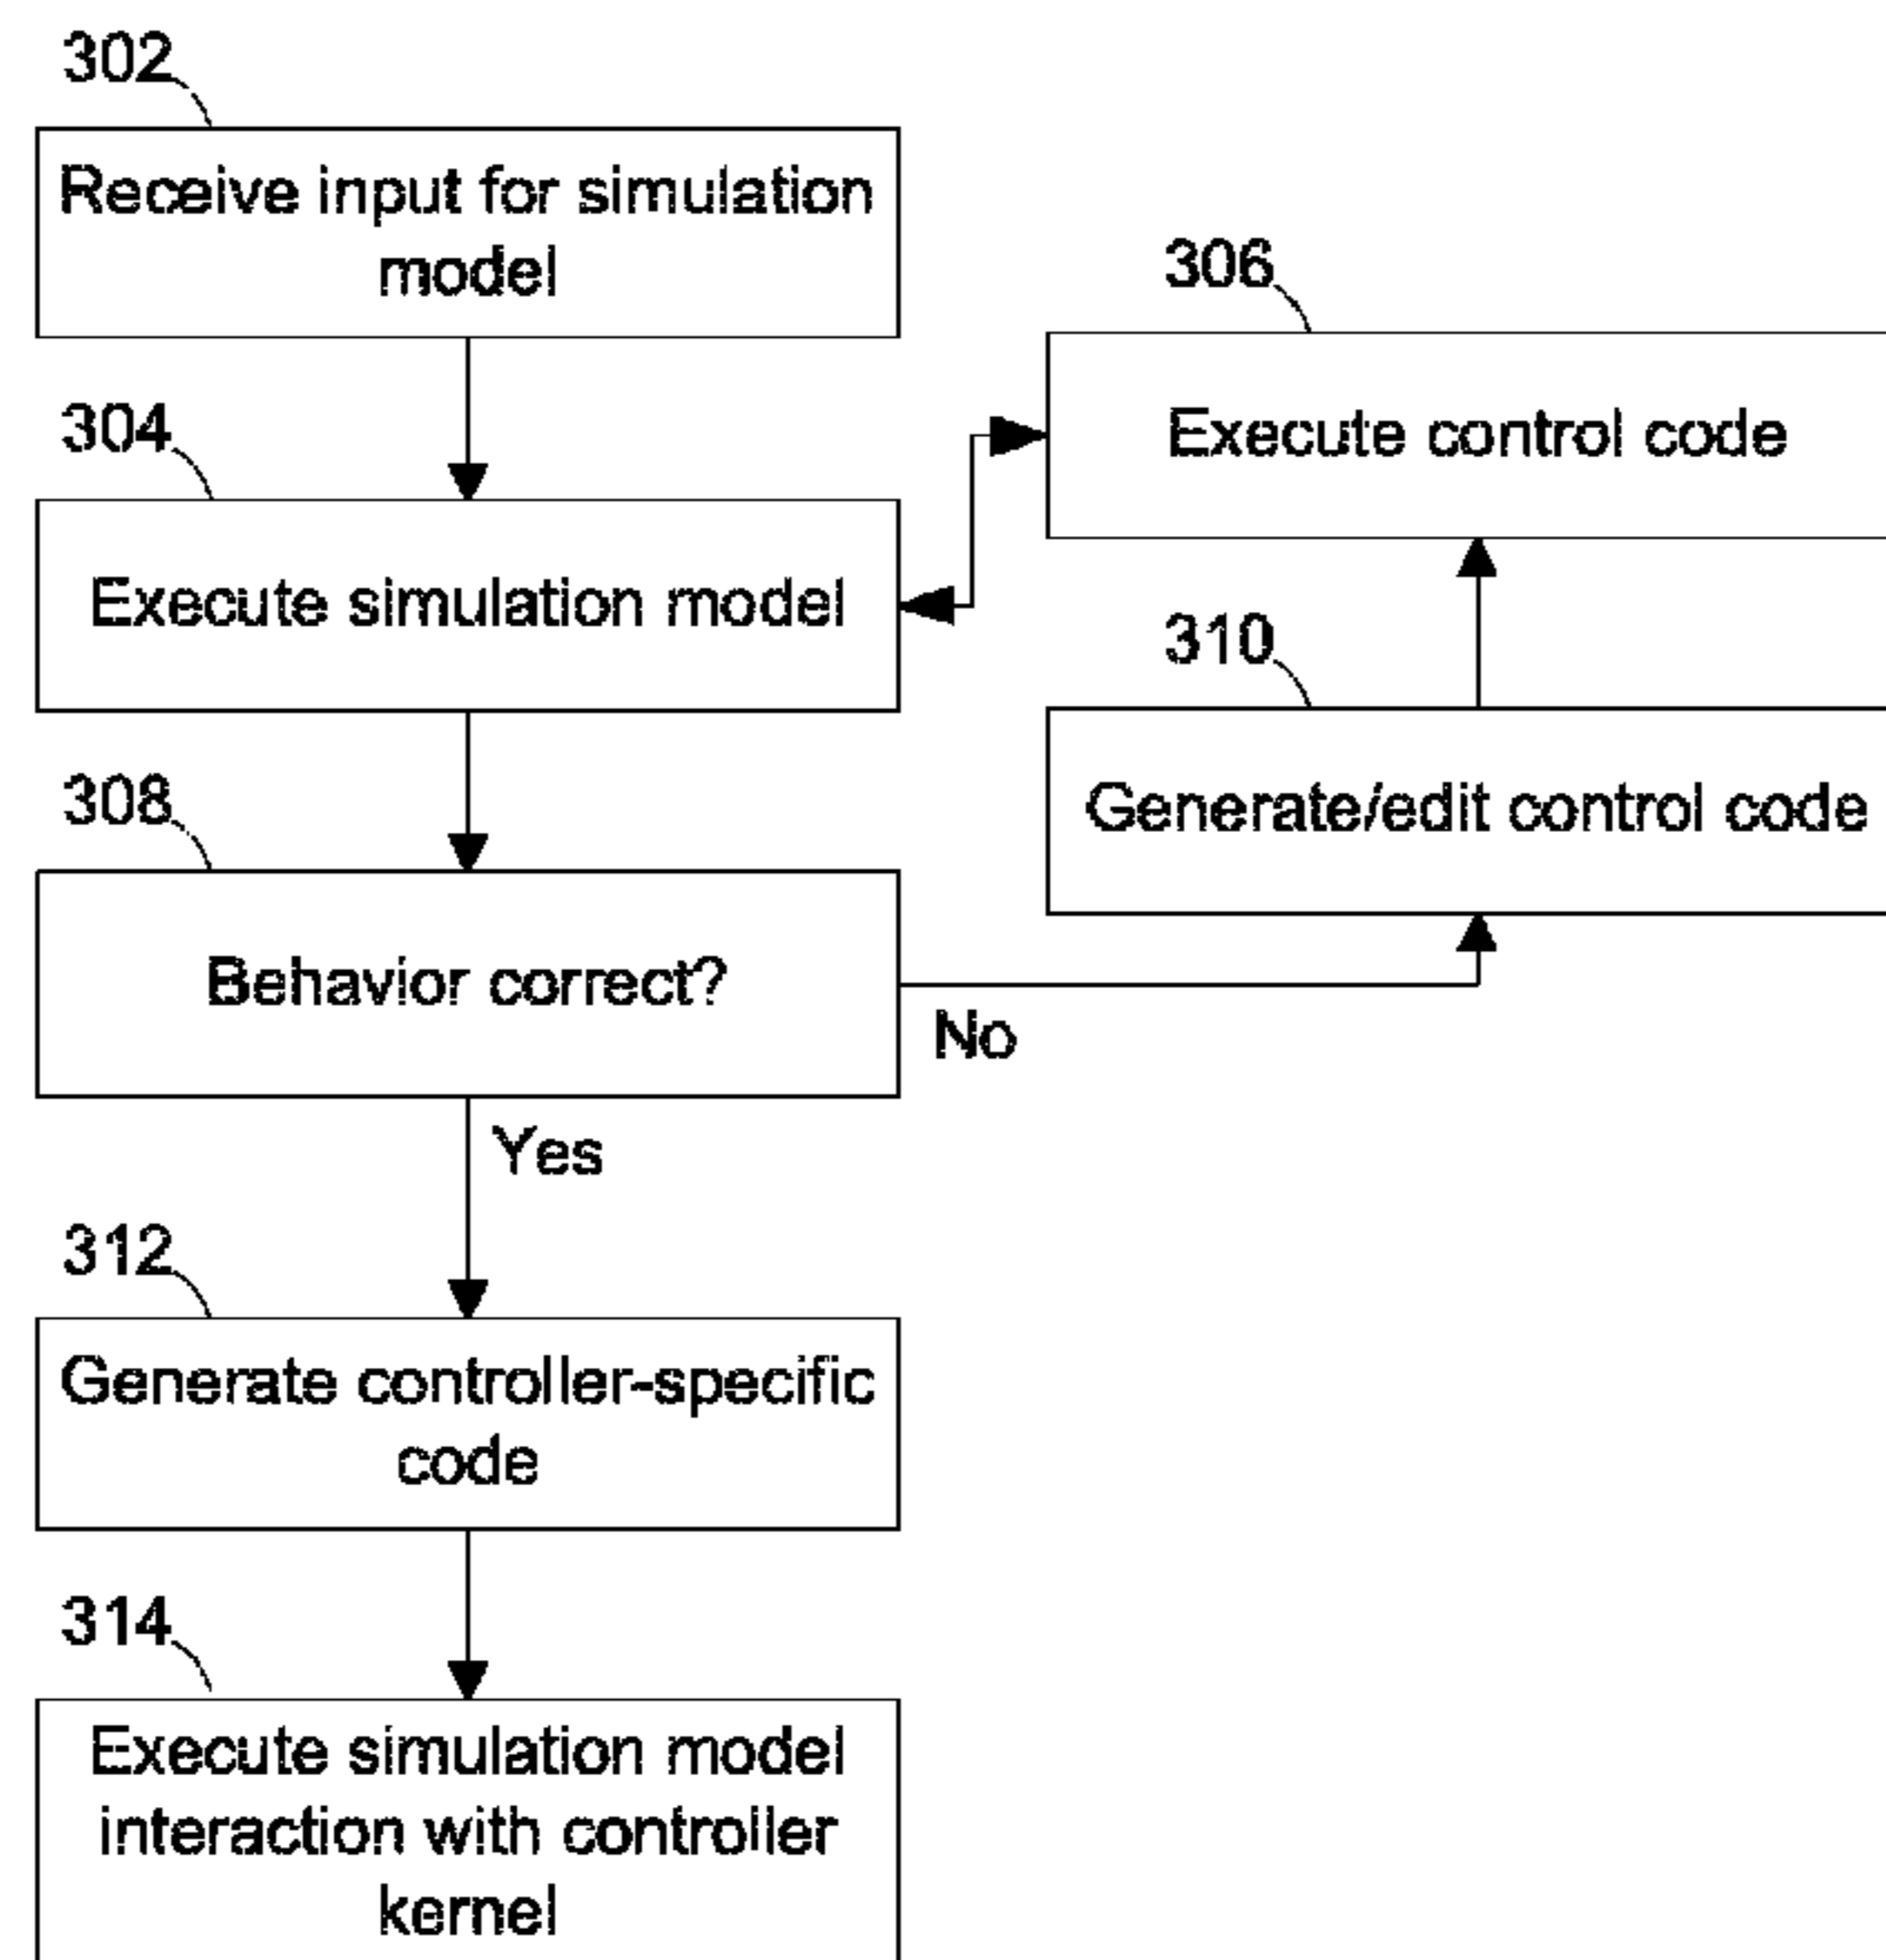 302
Receive input for simulation
model
306
Execute control code
304
Execute simulation model
310
Generate/edit control code
308
Behavior correct?
No
Yes
312
Generate controller-specific
code
314
Execute simulation model
interaction with controller
kernel